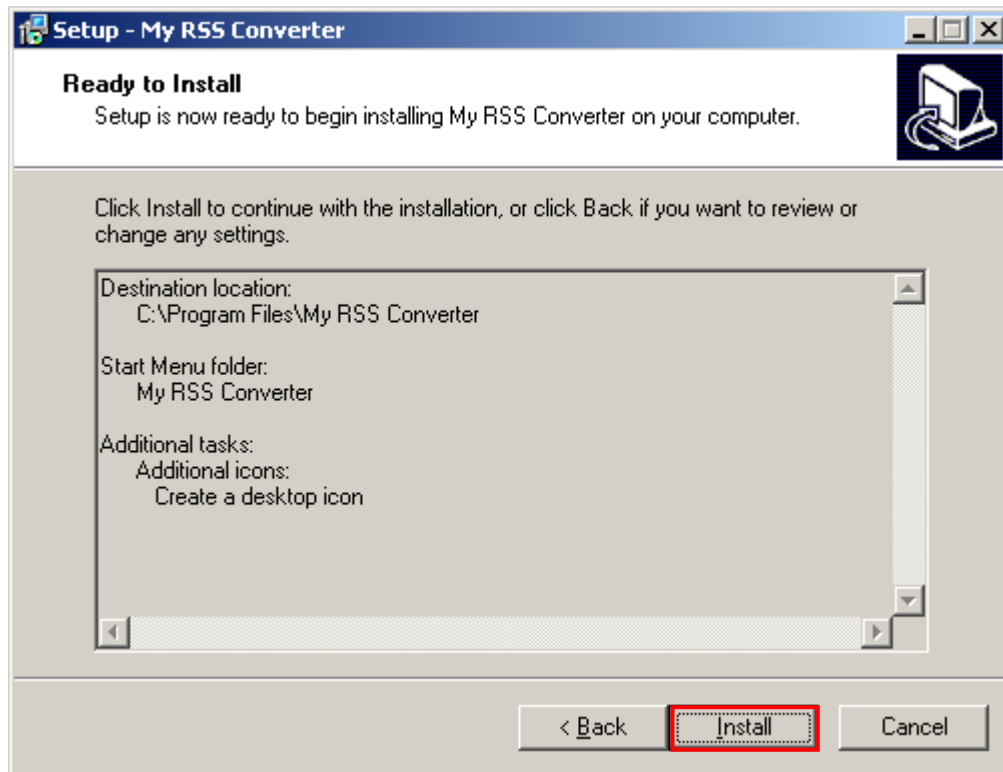 Setup - My RSS Converter
Ready to Install
Setup is now ready to begin installing My RSS Converter on your computer.
Click Install to continue with the installation, or click Back if you want to review or
change any settings.
Destination location:
C:\Program Files\My RSS Converter
Start Menu folder:
My RSS Converter
Additional tasks:
Additional icons:
Create a desktop icon
< Back
Install
Cancel